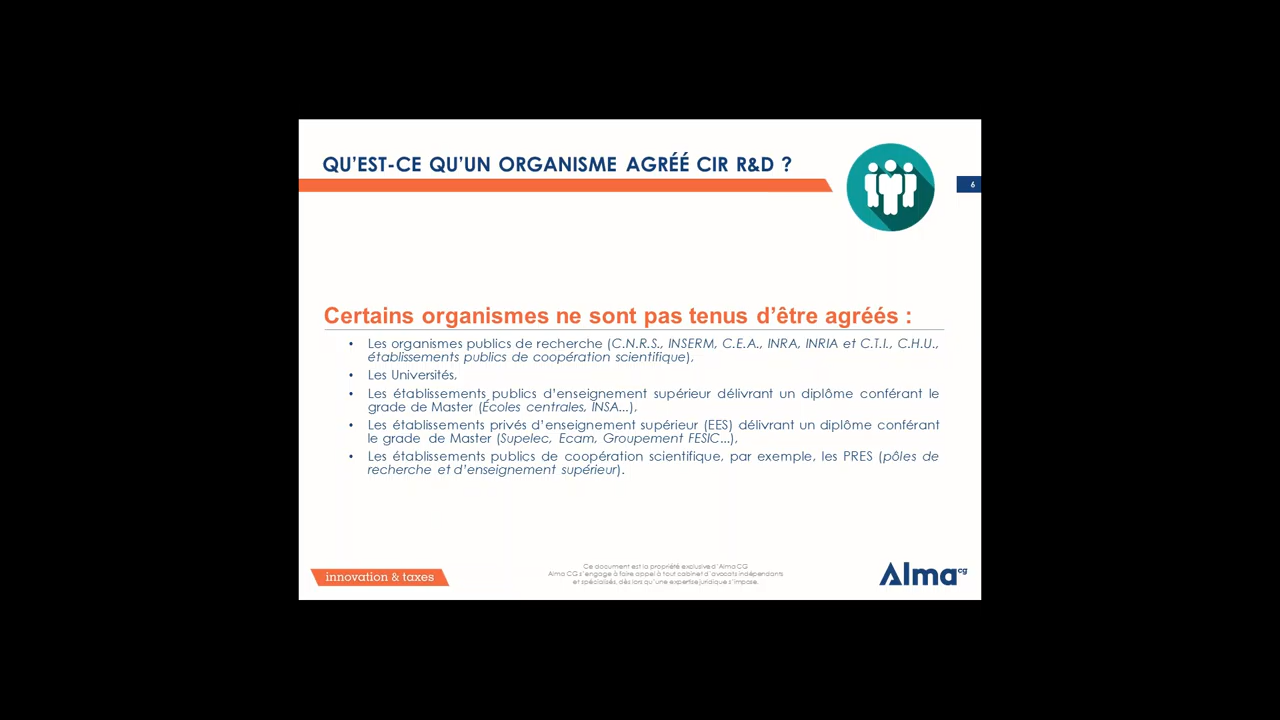 QU'EST-CE QU'UN ORGANISME AGRÉÉ CIR R&D ?
6
Certains organismes ne sont pas tenus d'être agréés :
• Les organismes publics de recherche (C.N.R.S., INSERM, C.E.A., INRA, INRIA et C.T.I., C.H.U.,
établissements publics de coopération scientifique),
• Les Universités,
• Les établissements publics d'enseignement supérieur délivrant un diplôme conférant le
grade de Master (Écoles centrales, INSA...),
• Les établissements privés d'enseignement supérieur (EES) délivrant un diplôme conférant
le grade de Master (Supelec, Ecam, Groupement FESIC...),
• Les établissements publics de coopération scientifique, par exemple, les PRES (pôles de
recherche et d'enseignement supérieur).
innovation & taxes
Ce document est la propriété exclusive d'Alma CG
Alma CG s'engage à faire appel à tout cabinet d'avocats indépendants
et spécialisés, dès lors qu'une expertise juridique s'impose.
Alma cg